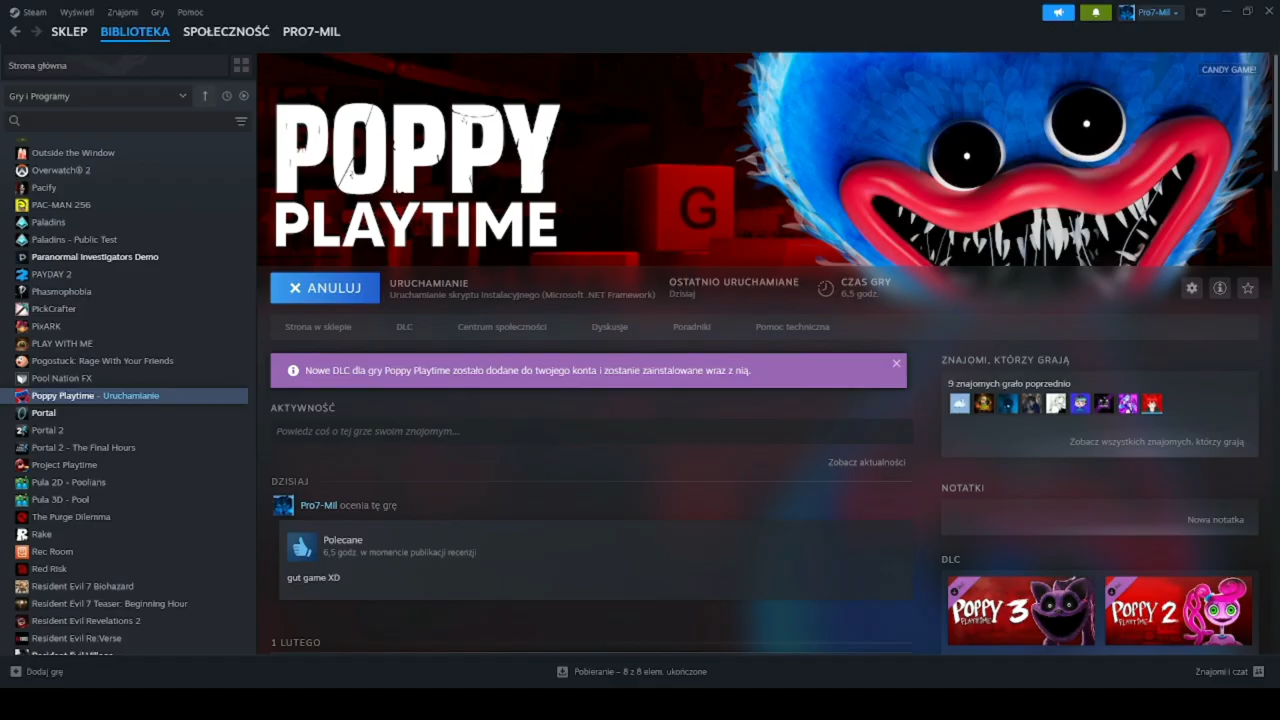 Steam Wyświetl Znajomi Gry Pomoc
Pro7-Mil
SKLEP BIBLIOTEKA SPOŁECZNOŚĆ PRO7-MIL
Strona główna
Gry i Programy
Outside the Window
Overwatch® 2
Pacify
PAC-MAN 256
Paladins
Paladins - Public Test
Paranormal Investigators Demo
PAYDAY 2
Phasmophobia
PickCrafter
PixARK
PLAY WITH ME
Pogostuck: Rage With Your Friends
Pool Nation FX
Poppy Playtime - Uruchamianie
Portal
Portal 2
Portal 2 - The Final Hours
Project Playtime
Pula 2D - Poolians
Pula 3D - Pool
The Purge Dilemma
Rake
Rec Room
Red Risk
Resident Evil 7 Biohazard
Resident Evil 7 Teaser: Beginning Hour
Resident Evil Revelations 2
Resident Evil Re:Verse
Resident Evil Village
Dodaj grę
CANDY GAME!
POPPY
PLAYTIME
G
ANULUJ
URUCHAMIANIE
Uruchamianie skryptu Instalacyjnego (Microsoft .NET Framework)
OSTATNIO URUCHAMIANE
Dzisiaj
CZAS GRY
6,5 godz.
Strona w sklepie DLC Centrum społeczności Dyskusje Poradniki Pomoc techniczna
Nowe DLC dla gry Poppy Playtime zostało dodane do twojego konta i zostanie zainstalowane wraz z nią.
AKTYWNOŚĆ
Powiedz coś o tej grze swoim znajomym...
Zobacz aktualności
DZISIAJ
Pro7-Mil ocenia tę grę
Polecane
6,5 godz. w momencie publikacji recenzji
gut game XD
1 LUTEGO
ZNAJOMI, KTÓRZY GRAJĄ
9 znajomych grało poprzednio
Zobacz wszystkich znajomych, którzy grają
NOTATKI
Nowa notatka
DLC
POPPY 3
PLAYTIME
POPPY 2
PLAYTIME
Pobieranie – 8 z 8 elem. ukończone
Znajomi i czat